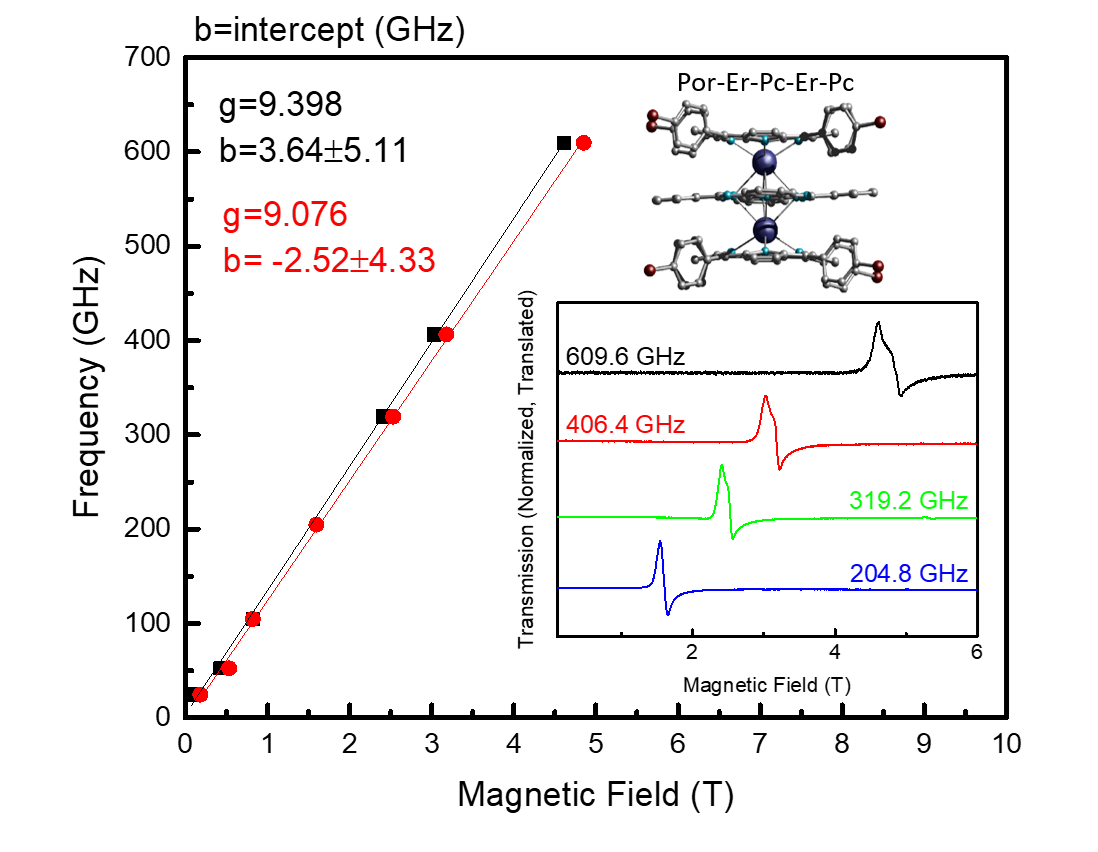 b=intercept (GHz)
700
600
500
400
300
200
100
0
Frequency (GHz)
g=9.398
b=3.64±5.11
g=9.076
b= -2.52±4.33
Por-Er-Pc-Er-Pc
Transmission (Normalized, Translated)
609.6 GHz
406.4 GHz
319.2 GHz
204.8 GHz
2 4 6
Magnetic Field (T)
0 1 2 3 4 5 6 7 8 9 10
Magnetic Field (T)